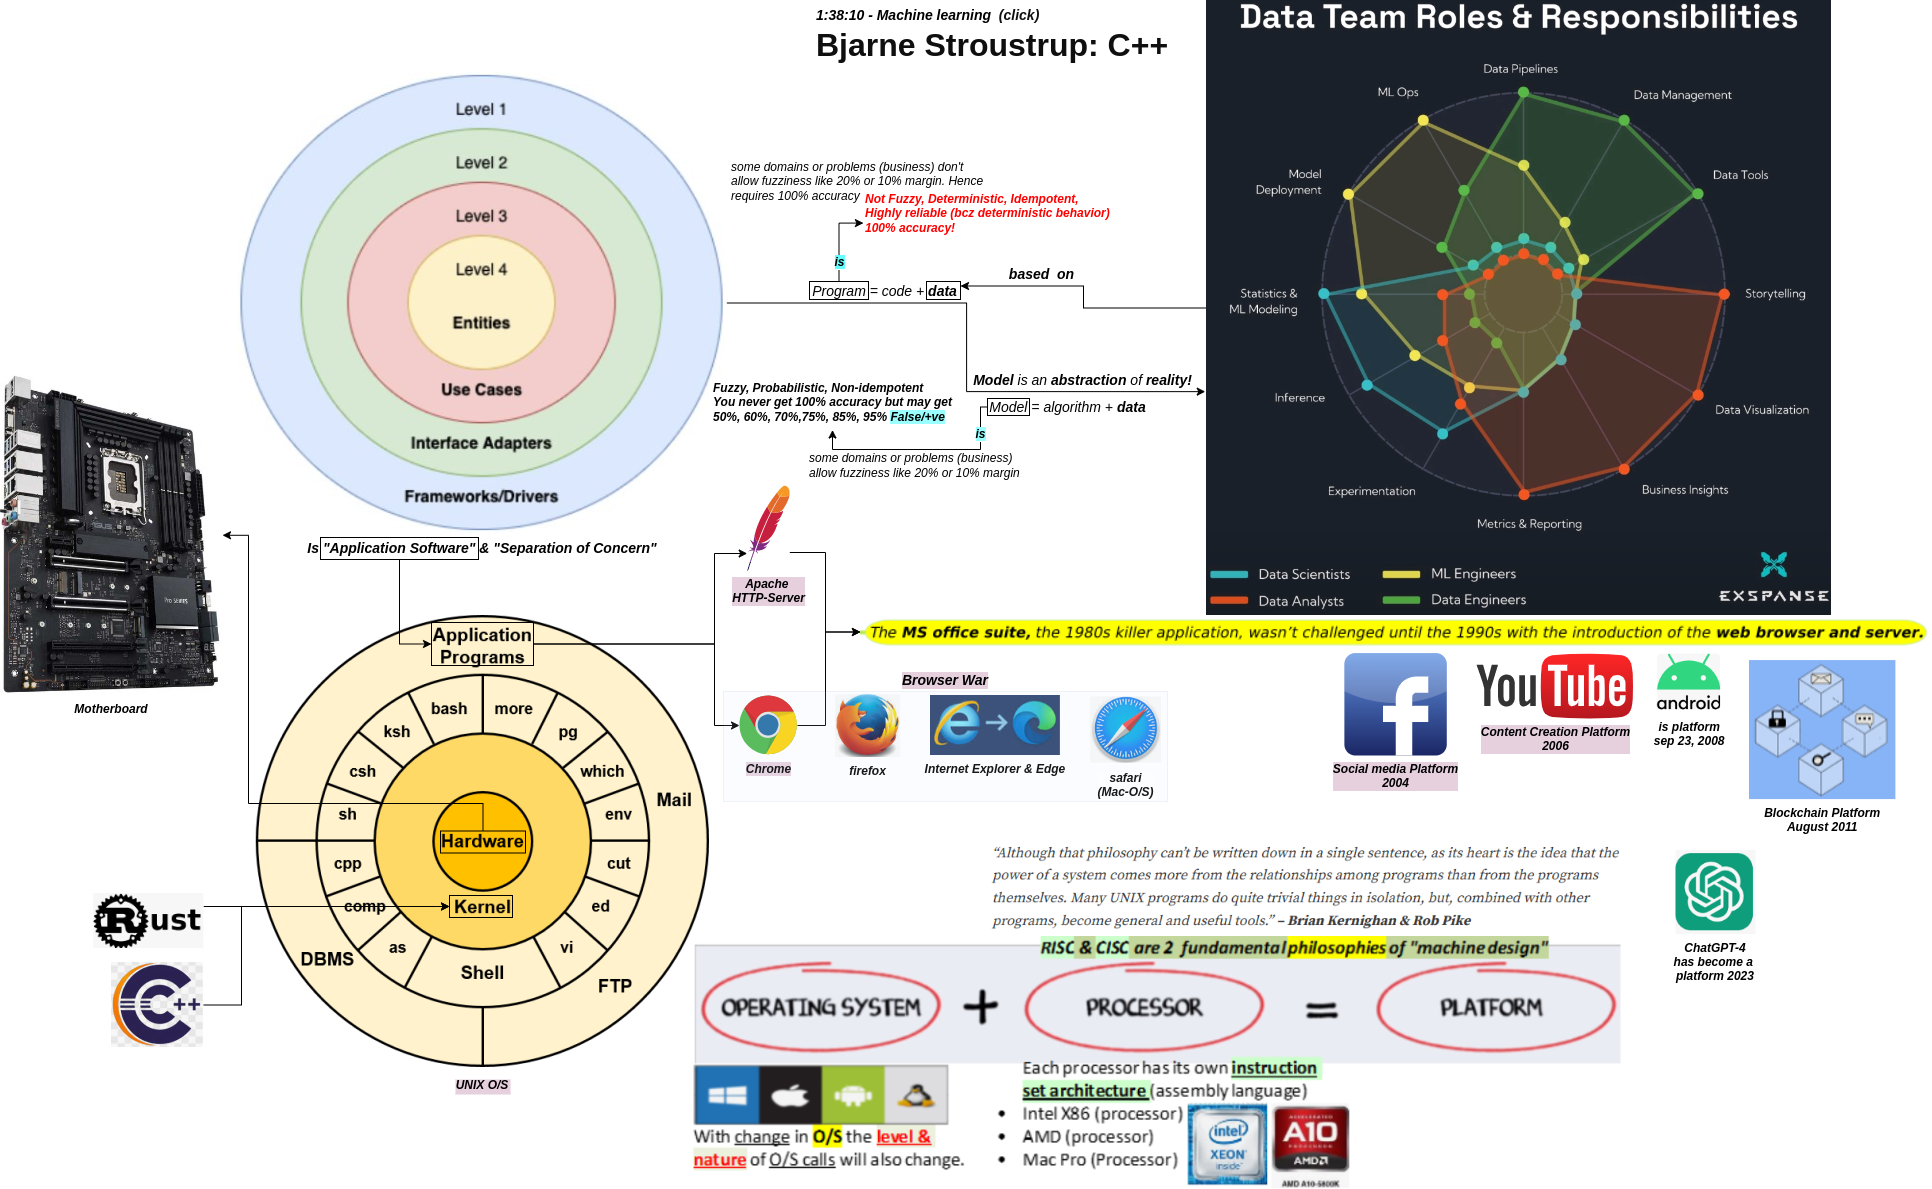 1:38:10 - Machine learning  (click)
Bjarne Stroustrup: C++
Data Team Roles & Responsibilities
Data Pipelines
ML Ops
Data Management
Model
Deployment
Data Tools
Statistics &
ML Modeling
Storytelling
Inference
Data Visualization
Experimentation
Business Insights
Metrics & Reporting
Data Scientists
ML Engineers
Data Analysts
Data Engineers
EXSPANSE
Level 1
Level 2
Level 3
Level 4
Entities
Use Cases
Interface Adapters
Frameworks/Drivers
some domains or problems (business) don't
allow fuzziness like 20% or 10% margin. Hence
requires 100% accuracy
Not Fuzzy, Deterministic, Idempotent,
Highly reliable (bcz deterministic behavior)
100% accuracy!
is
Program = code + data
based  on
Model is an abstraction of reality!
Model = algorithm + data
is
Fuzzy, Probabilistic, Non-idempotent
You never get 100% accuracy but may get
50%, 60%, 70%,75%, 85%, 95% False/+ve
some domains or problems (business)
allow fuzziness like 20% or 10% margin
Pro SERIES
Motherboard
Is "Application Software" & "Separation of Concern"
Application
Programs
bash
more
ksh
pg
csh
which
sh
env
Mail
Hardware
cpp
cut
comp
Kernel
ed
as
vi
DBMS
Shell
FTP
UNIX O/S
Rust
C++
Apache
HTTP-Server
The MS office suite, the 1980s killer application, wasn't challenged until the 1990s with the introduction of the web browser and server.
Browser War
Chrome
firefox
Internet Explorer & Edge
safari
(Mac-O/S)
f
Social media Platform
2004
YouTube
Content Creation Platform
2006
android
is platform
sep 23, 2008
Blockchain Platform
August 2011
ChatGPT-4
has become a
platform 2023
“Although that philosophy can't be written down in a single sentence, as its heart is the idea that the
power of a system comes more from the relationships among programs than from the programs
themselves. Many UNIX programs do quite trivial things in isolation, but, combined with other
programs, become general and useful tools.” – Brian Kernighan & Rob Pike
RISC & CISC are 2  fundamental philosophies of "machine design"
OPERATING SYSTEM + PROCESSOR = PLATFORM
With change in O/S the level &
nature of O/S calls will also change.
Each processor has its own instruction
set architecture (assembly language)
• Intel X86 (processor)
• AMD (processor)
• Mac Pro (Processor)
intel
XEON
inside
ACCELERATED
A10
AMD
AMD A10-5800K